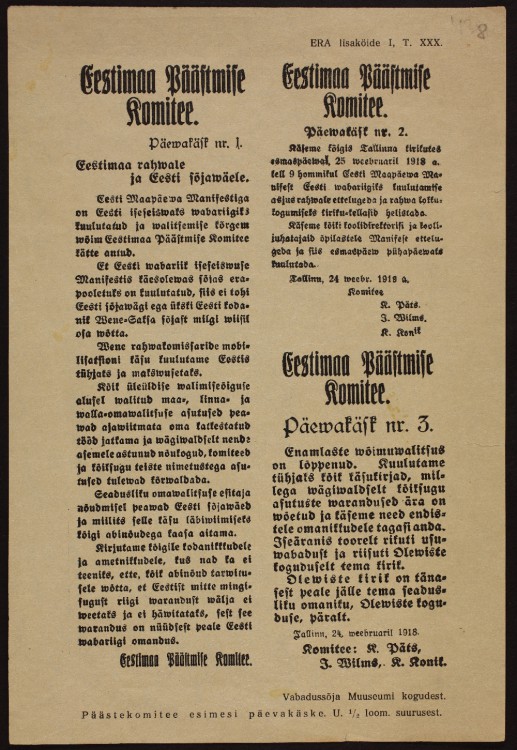 ERA lisaköide I, T. XXX.
8
Eestimaa Päästmise
Komitee.
Päewakäsk nr. 1.
Eestimaa rahwale
ja Eesti sõjawäele.
Eesti Maapäewa Manifestiga
on Eesti iseseiswaks wabariigiks
kuulutatud ja walitsemise kõrgem
wõim Eestimaa Päästmise Komitee
kätte antud.
Et Eesti wabariik iseseiswuse
Manifestis käesolewas sõjas era-
pooletuks on kuulutatud, siis ei tohi
Eesti sõjawägi ega ükski Eesti koda-
nik Wene-Saksa sõjast milgi wiisil
osa wõtta.
Wene rahwakomissaride mobi-
lisatsioni käsu kuulutame Eestis
tühjaks ja makswusetaks.
Kõik üleüldise walimiseõiguse
alusel walitud maa-, linna- ja
walla-omawalitsuse asutused pea-
wad ajawiitmata oma katkestatud
tööd jatkama ja wägiwaldselt nende
asemele astunud nõukogud, komiteed
ja kõiksugu teiste nimetustega asu-
tused tulewad kõrwaldada.
Seadusliku omawalitsuse esitaja
nõudmisel peawad Eesti sõjawäed
ja miilits selle käsu läbiwiimiseks
kõigi abinõudega kaasa aitama.
Kirjutame kõigile kodanikkudele
ja ametnikkudele, kus nad ka ei
teeniks, ette, kõik abinõud tarwitu-
sele wõtta, et Eestist mitte mingi-
sugust riigi warandust wälja ei
weetaks ja ei häwitataks, sest see
warandus on nüüdsest peale Eesti
wabariigi omandus.
Eestimaa Päästmise Komitee.
Eestimaa Päästmise
Komitee.
Päewakäsk nr. 2.
Käseme kõigis Tallinna kirikutes
esmaspäewal, 25 weebruaril 1918 a.
kell 9 hommikul Eesti Maapäewa Ma-
nifest Eesti wabariigiks kuulutamise
asjus rahwale ettelugeda ja rahwa kokku-
kogumiseks kiriku-kellasid helistada.
Käseme kõiki koolidirektorisi ja kooli-
juhatajaid õpilastele Manifest ettelu-
geda ja siis esmaspäew pühapäewaks
kuulutada.
Tallinn, 24 weebr. 1918 a.
Komitee
K. Päts.
J. Wilms.
K. Konik
Eestimaa Päästmise
Komitee.
Päewakäsk nr. 3.
Enamlaste wõimuwalitsus
on lõppenud. Kuulutame
tühjaks kõik käsukirjad, mil-
lega wägiwaldselt kõiksugu
asutuste warandused ära on
wõetud ja käseme need endis-
tele omanikkudele tagasi anda.
Iseäranis toorelt rikuti usu-
wabadust ja riisuti Olewiste
koguduselt tema kirik.
Olewiste kirik on täna-
sest peale jälle tema seadus-
liku omaniku, Olewiste kogu-
duse, päralt.
Tallinn, 24. weebruaril 1918.
Komitee: K. Päts,
J. Wilms, K. Konik.
Vabadussõja Muuseumi kogudest.
Päästekomitee esimesi päevakäske. U. 1/2 loom. suurusest.